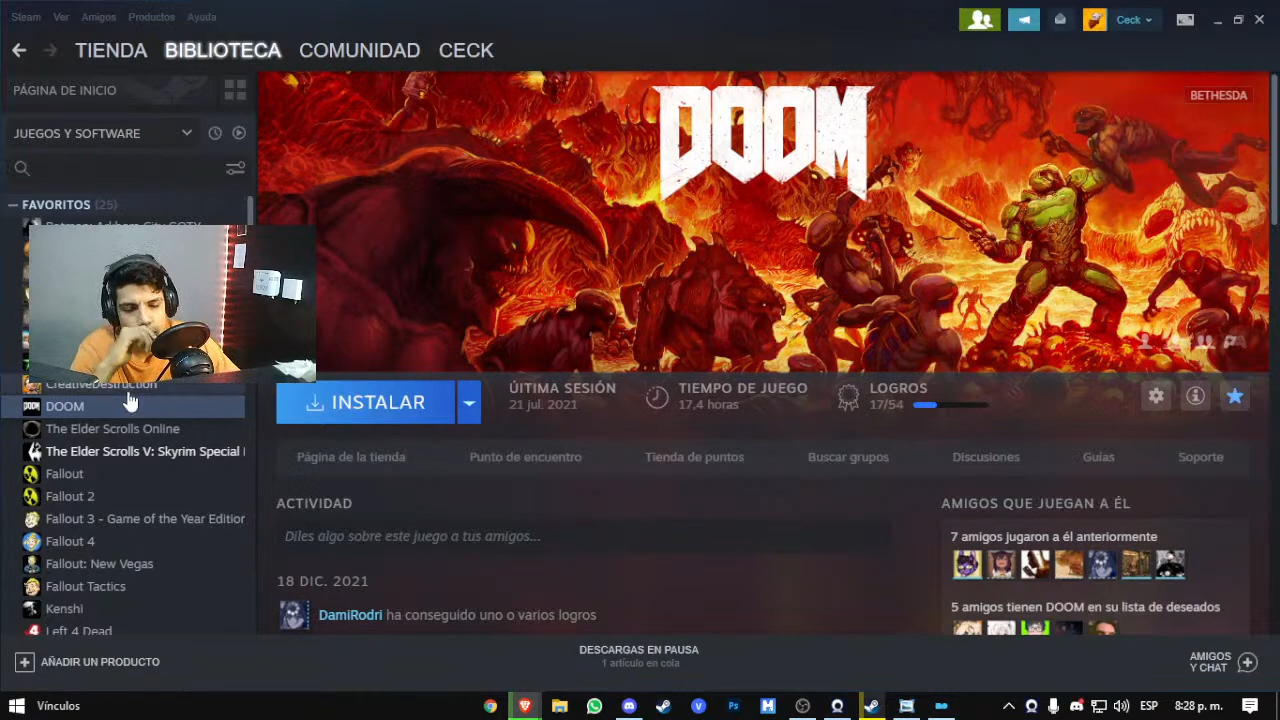 Steam Ver Amigos Productos Ayuda
Ceck
TIENDA BIBLIOTECA COMUNIDAD CECK
PÁGINA DE INICIO
JUEGOS Y SOFTWARE
FAVORITOS (25)
CreativeDestruction
DOOM
The Elder Scrolls Online
The Elder Scrolls V: Skyrim Special
Fallout
Fallout 2
Fallout 3 - Game of the Year Edition
Fallout 4
Fallout: New Vegas
Fallout Tactics
Kenshi
Left 4 Dead
AÑADIR UN PRODUCTO
DOOM
BETHESDA
INSTALAR
ÚLTIMA SESIÓN
21 jul. 2021
TIEMPO DE JUEGO
17,4 horas
LOGROS
17/54
Página de la tienda Punto de encuentro Tienda de puntos Buscar grupos Discusiones Guías Soporte
ACTIVIDAD
Diles algo sobre este juego a tus amigos...
18 DIC. 2021
DamiRodri ha conseguido uno o varios logros
AMIGOS QUE JUEGAN A ÉL
7 amigos jugaron a él anteriormente
5 amigos tienen DOOM en su lista de deseados
DESCARGAS EN PAUSA
1 artículo en cola
AMIGOS
Y CHAT
Vínculos
ESP 8:28 p. m.